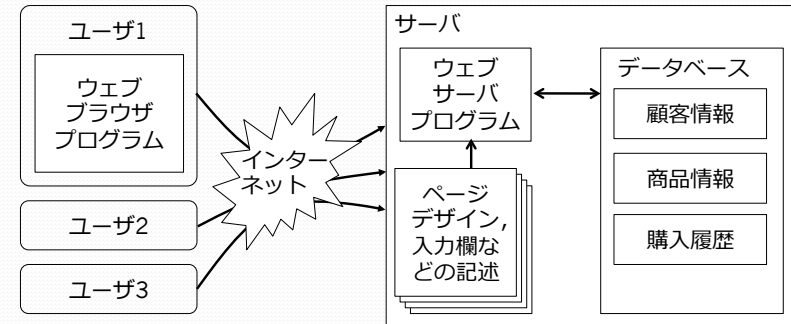 ユーザ1
ウェブ
ブラウザ
プログラム
ユーザ2
ユーザ3
インター
ネット
サーバ
ウェブ
サーバ
プログラム
ページ
デザイン,
入力欄な
どの記述
データベース
顧客情報
商品情報
購入履歴